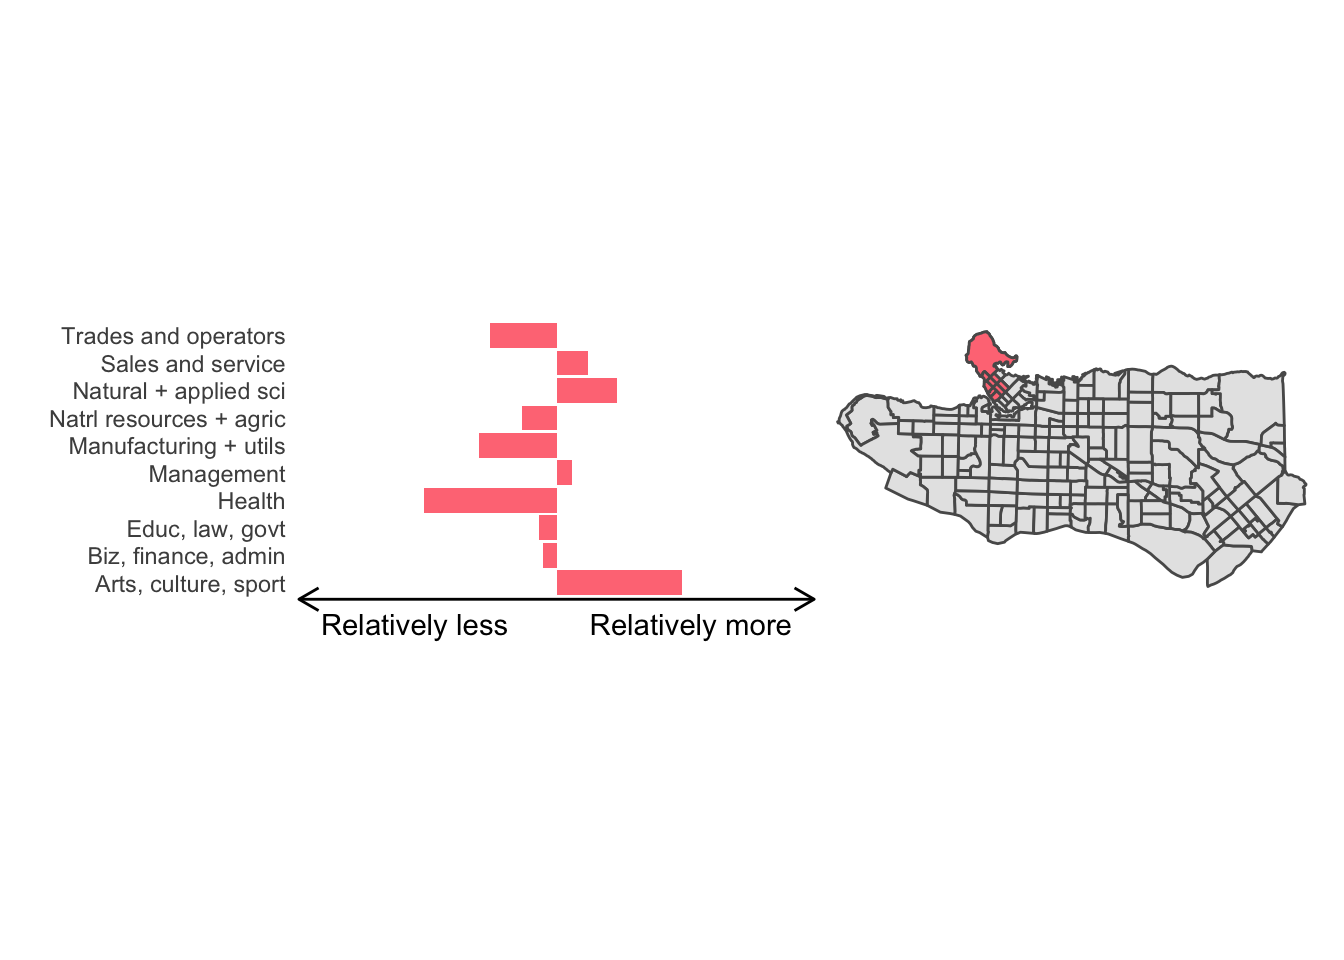 Trades and operators
Sales and service
Natural + applied sci
Natrl resources + agric
Manufacturing + utils
Management
Health
Educ, law, govt
Biz, finance, admin
Arts, culture, sport
Relatively less
Relatively more